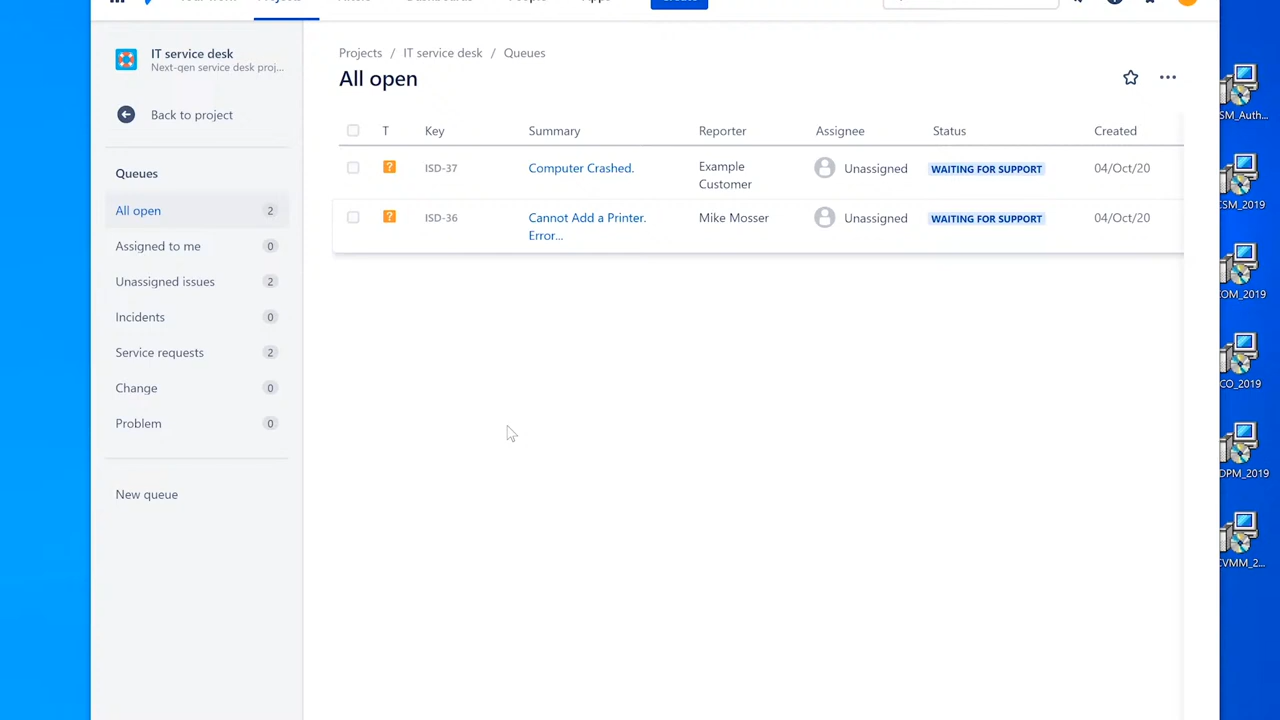 IT service desk
Next-gen service desk proj...
Back to project
Queues
All open 2
Assigned to me 0
Unassigned issues 2
Incidents 0
Service requests 2
Change 0
Problem 0
New queue
Projects / IT service desk / Queues
All open
T Key Summary Reporter Assignee Status Created
? ISD-37 Computer Crashed. Example Customer Unassigned WAITING FOR SUPPORT 04/Oct/20
? ISD-36 Cannot Add a Printer. Error... Mike Mosser Unassigned WAITING FOR SUPPORT 04/Oct/20
SM_Auth...
CSM_2019
COM_2019
CO_2019
DPM_2019
CVMM_2...